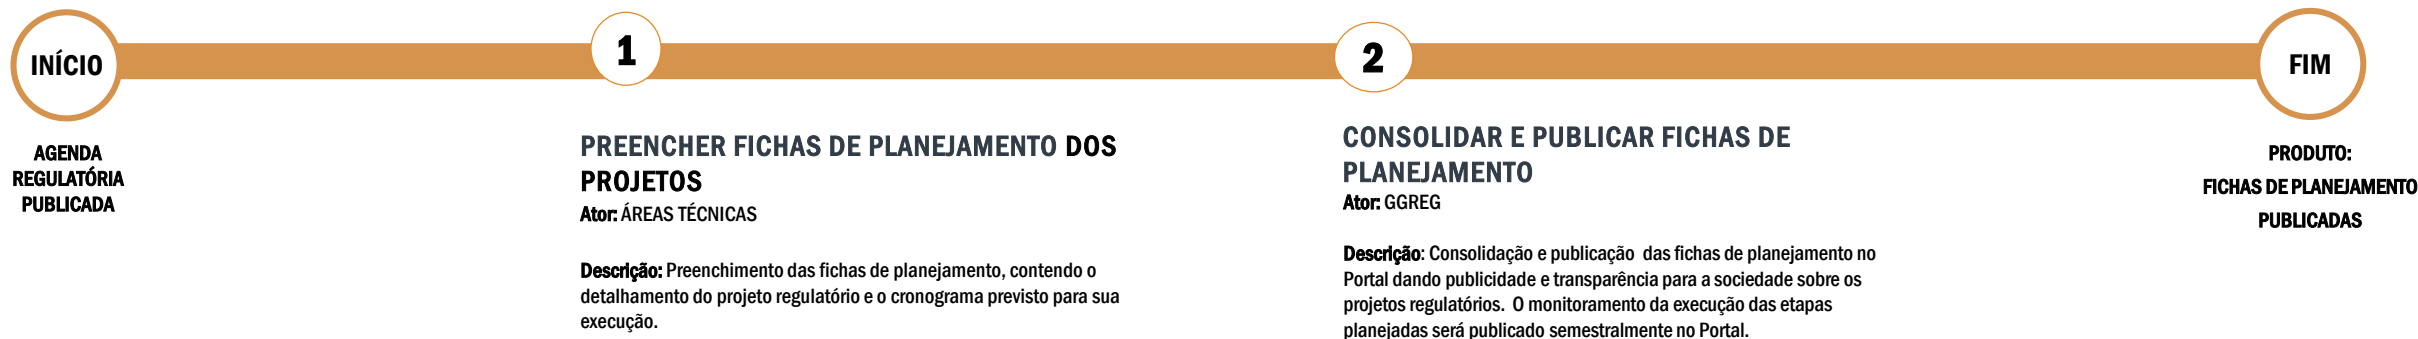 INÍCIO
AGENDA
REGULATÓRIA
PUBLICADA
1
PREENCHER FICHAS DE PLANEJAMENTO DOS
PROJETOS
Ator: ÁREAS TÉCNICAS
Descrição: Preenchimento das fichas de planejamento, contendo o
detalhamento do projeto regulatório e o cronograma previsto para sua
execução.
2
CONSOLIDAR E PUBLICAR FICHAS DE
PLANEJAMENTO
Ator: GGREG
Descrição: Consolidação e publicação das fichas de planejamento no
Portal dando publicidade e transparência para a sociedade sobre os
projetos regulatórios. O monitoramento da execução das etapas
planejadas será publicado semestralmente no Portal.
FIM
PRODUTO:
FICHAS DE PLANEJAMENTO
PUBLICADAS